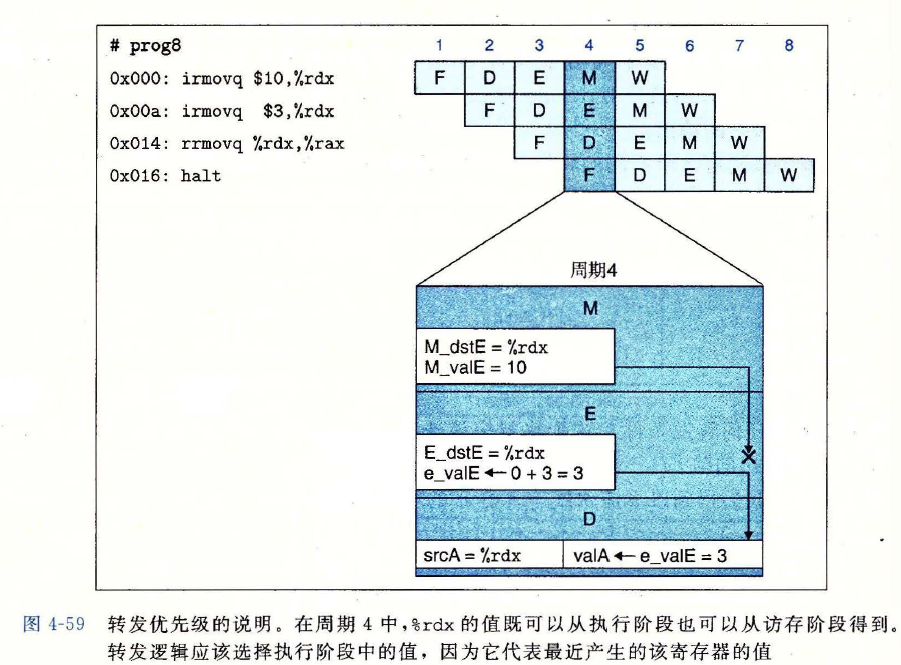 # prog8
1 2 3 4 5 6 7 8
0x000: irmovq $10,%rdx F D E M W
0x00a: irmovq $3,%rdx F D E M W
0x014: rrmovq %rdx,%rax F D E M W
0x016: halt F D E M W
周期4
M
M_dstE = %rdx
M_valE = 10
E
E_dstE = %rdx
e_valE ← 0 + 3 = 3
D
srcA = %rdx valA ← e_valE = 3
图 4-59 转发优先级的说明。在周期 4 中,%rdx 的值既可以从执行阶段也可以从访存阶段得到。
转发逻辑应该选择执行阶段中的值，因为它代表最近产生的该寄存器的值